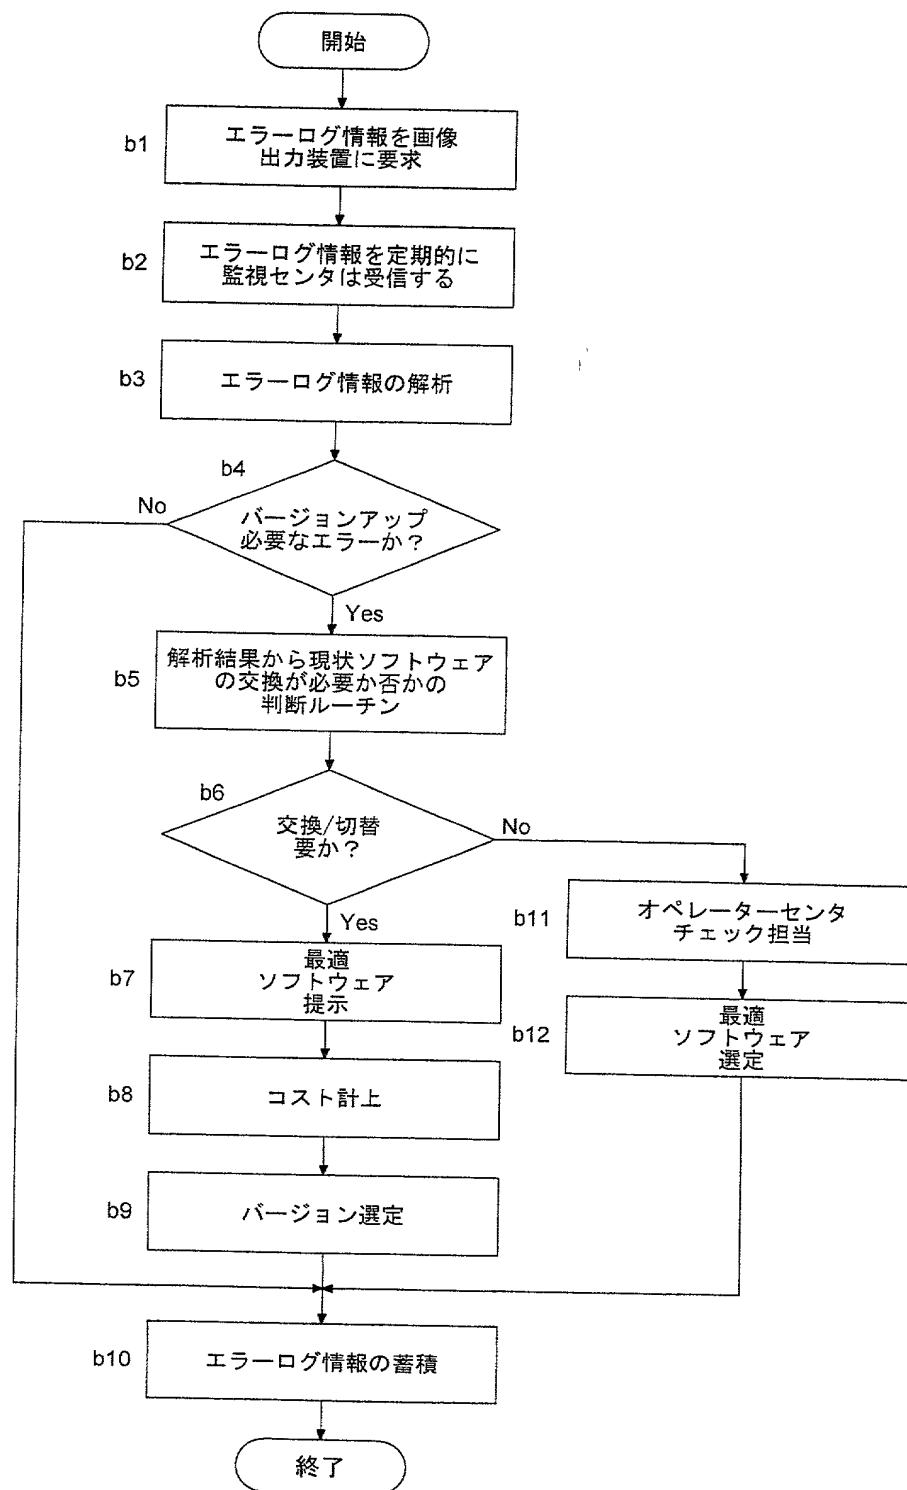 開始
b1
エラーログ情報を画像
出力装置に要求
b2
エラーログ情報を定期的に
監視センタは受信する
b3
エラーログ情報の解析
b4
No
バージョンアップ
必要なエラーか？
Yes
b5
解析結果から現状ソフトウェア
の交換が必要か否かの
判断ルーチン
b6
交換/切替
要か？
No
Yes
b11
オペレーターセンタ
チェック担当
b7
最適
ソフトウェア
提示
b12
最適
ソフトウェア
選定
b8
コスト計上
b9
バージョン選定
b10
エラーログ情報の蓄積
終了